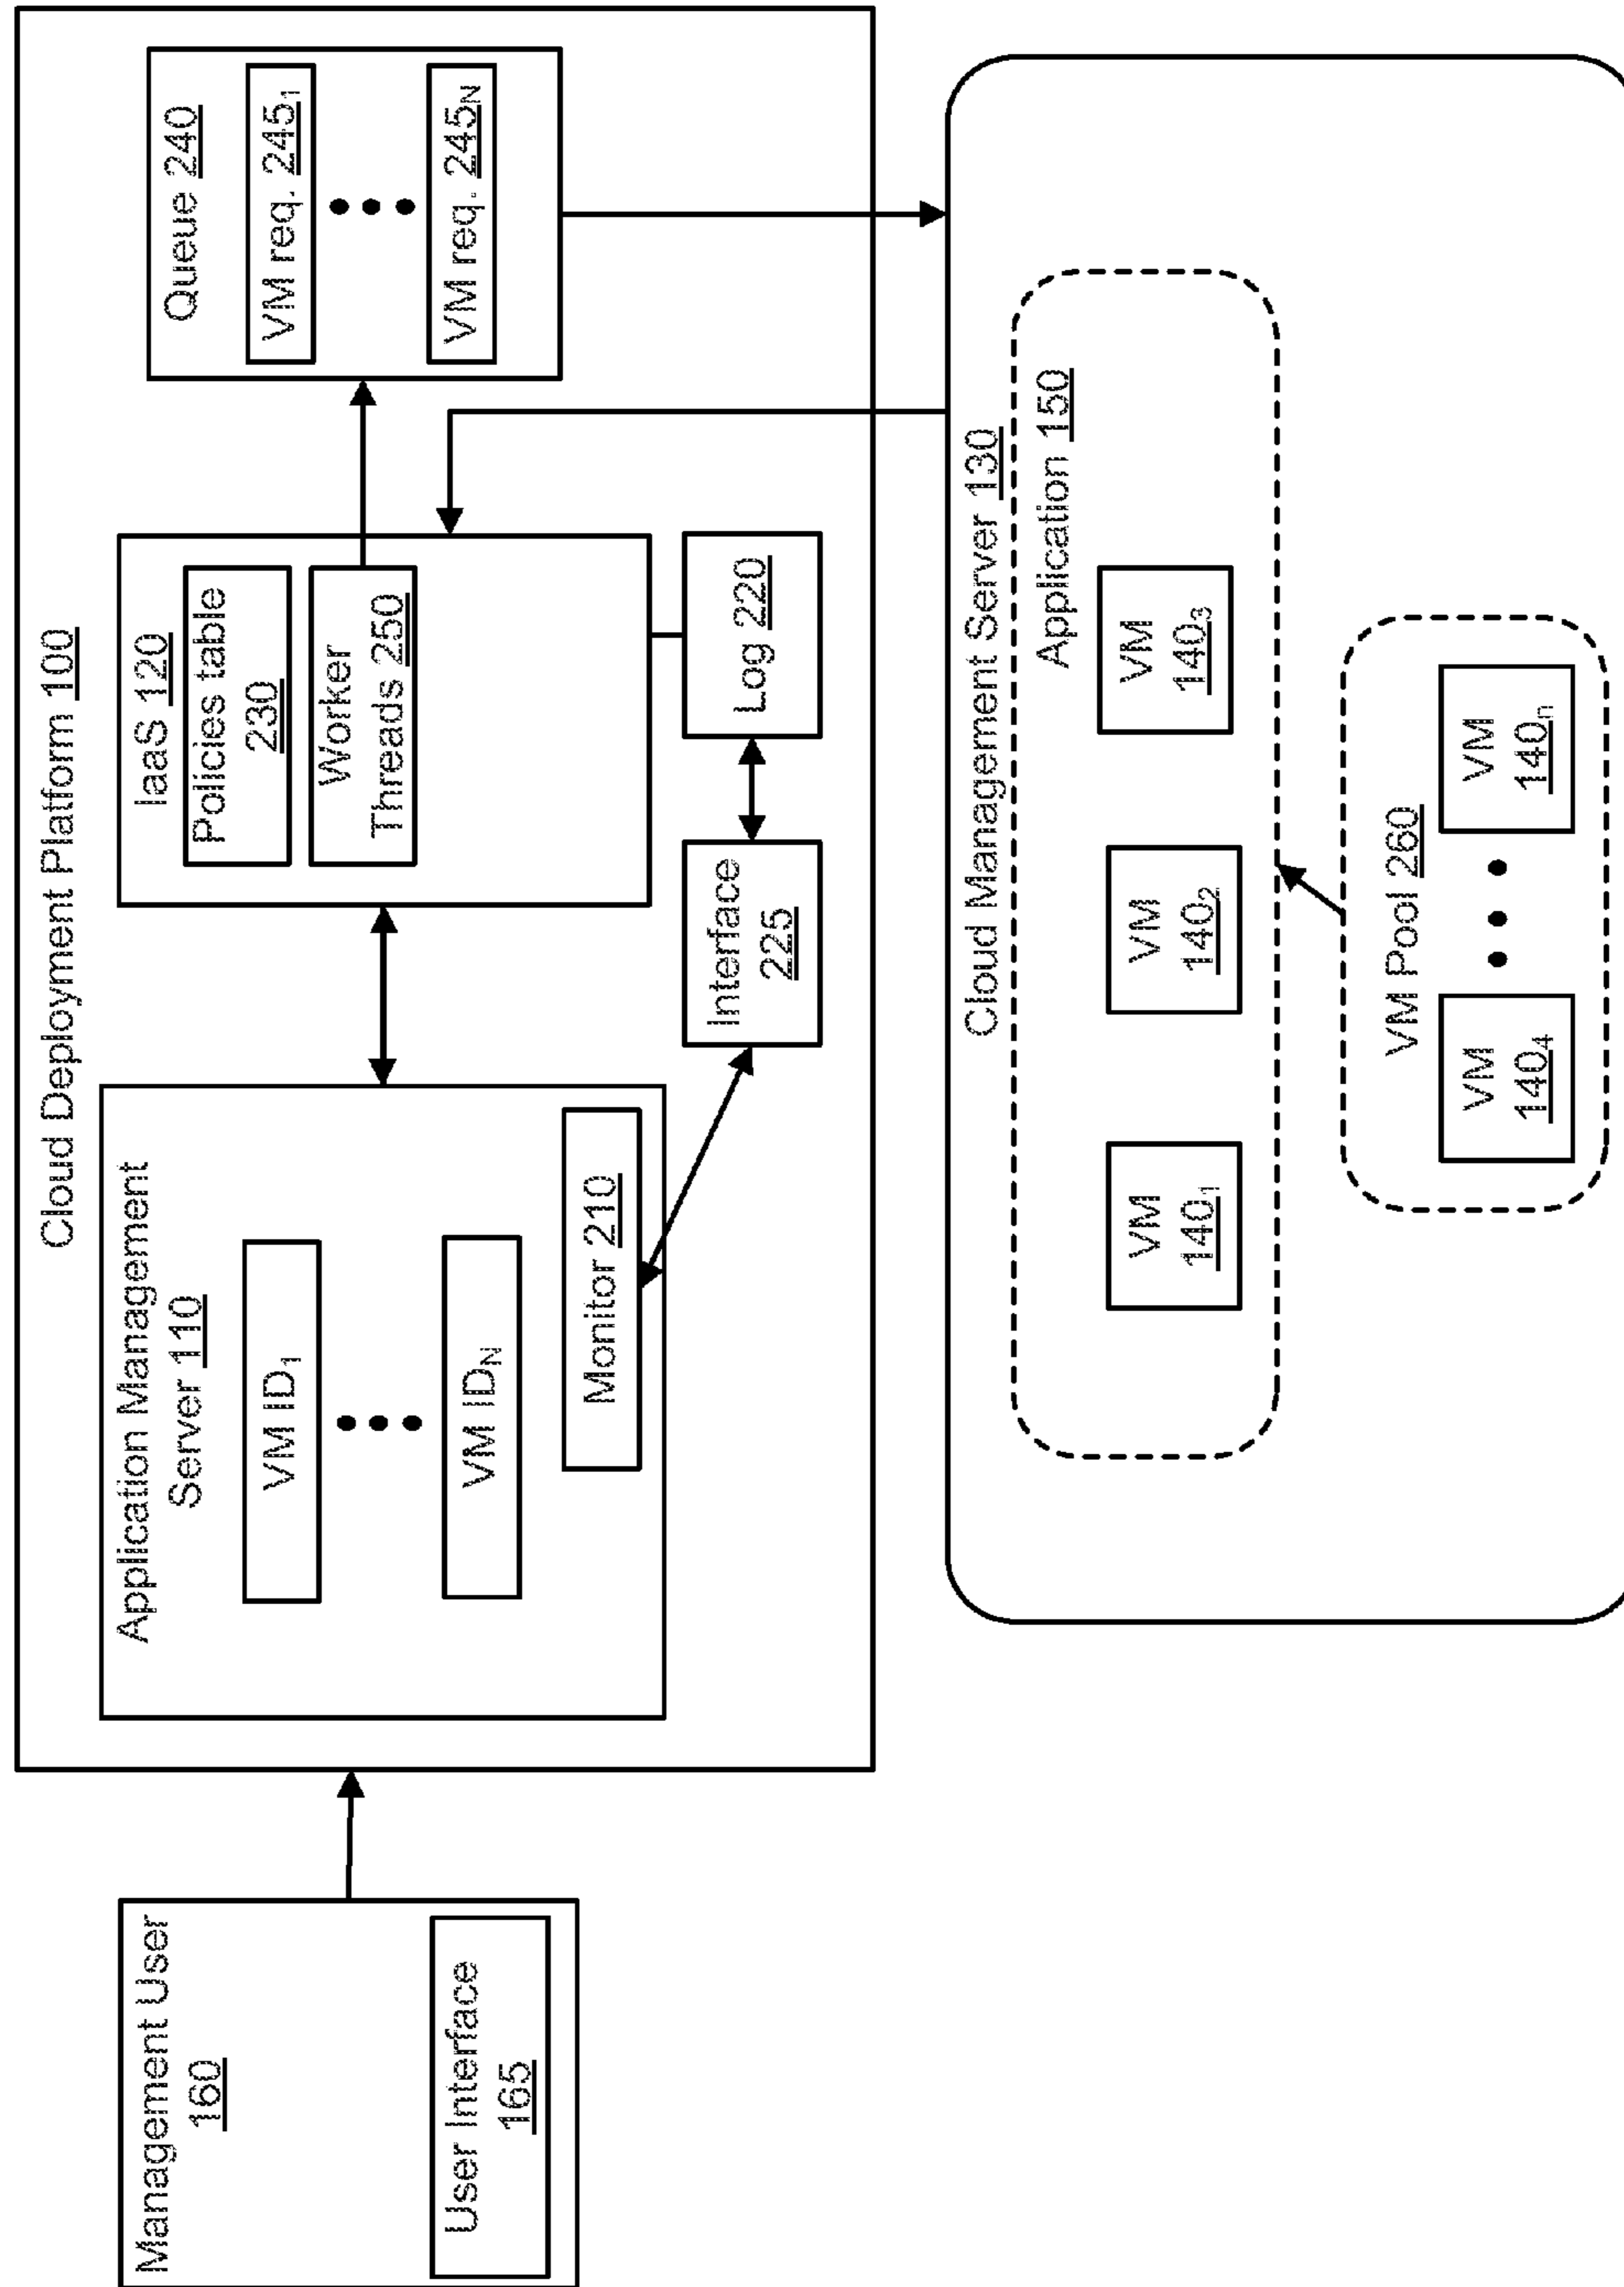 Management User
160
User Interface
165
Cloud Deployment Platform 100
Application Management
Server 110
VM ID1
VM IDN
Monitor 210
IaaS 120
Policies table
230
Worker
Threads 250
Interface
225
Log 220
Queue 240
VM req. 2451
VM req. 245N
Cloud Management Server 130
Application 150
VM
1401
VM
1402
VM
1403
VM Pool 260
VM
1404
VM
140n